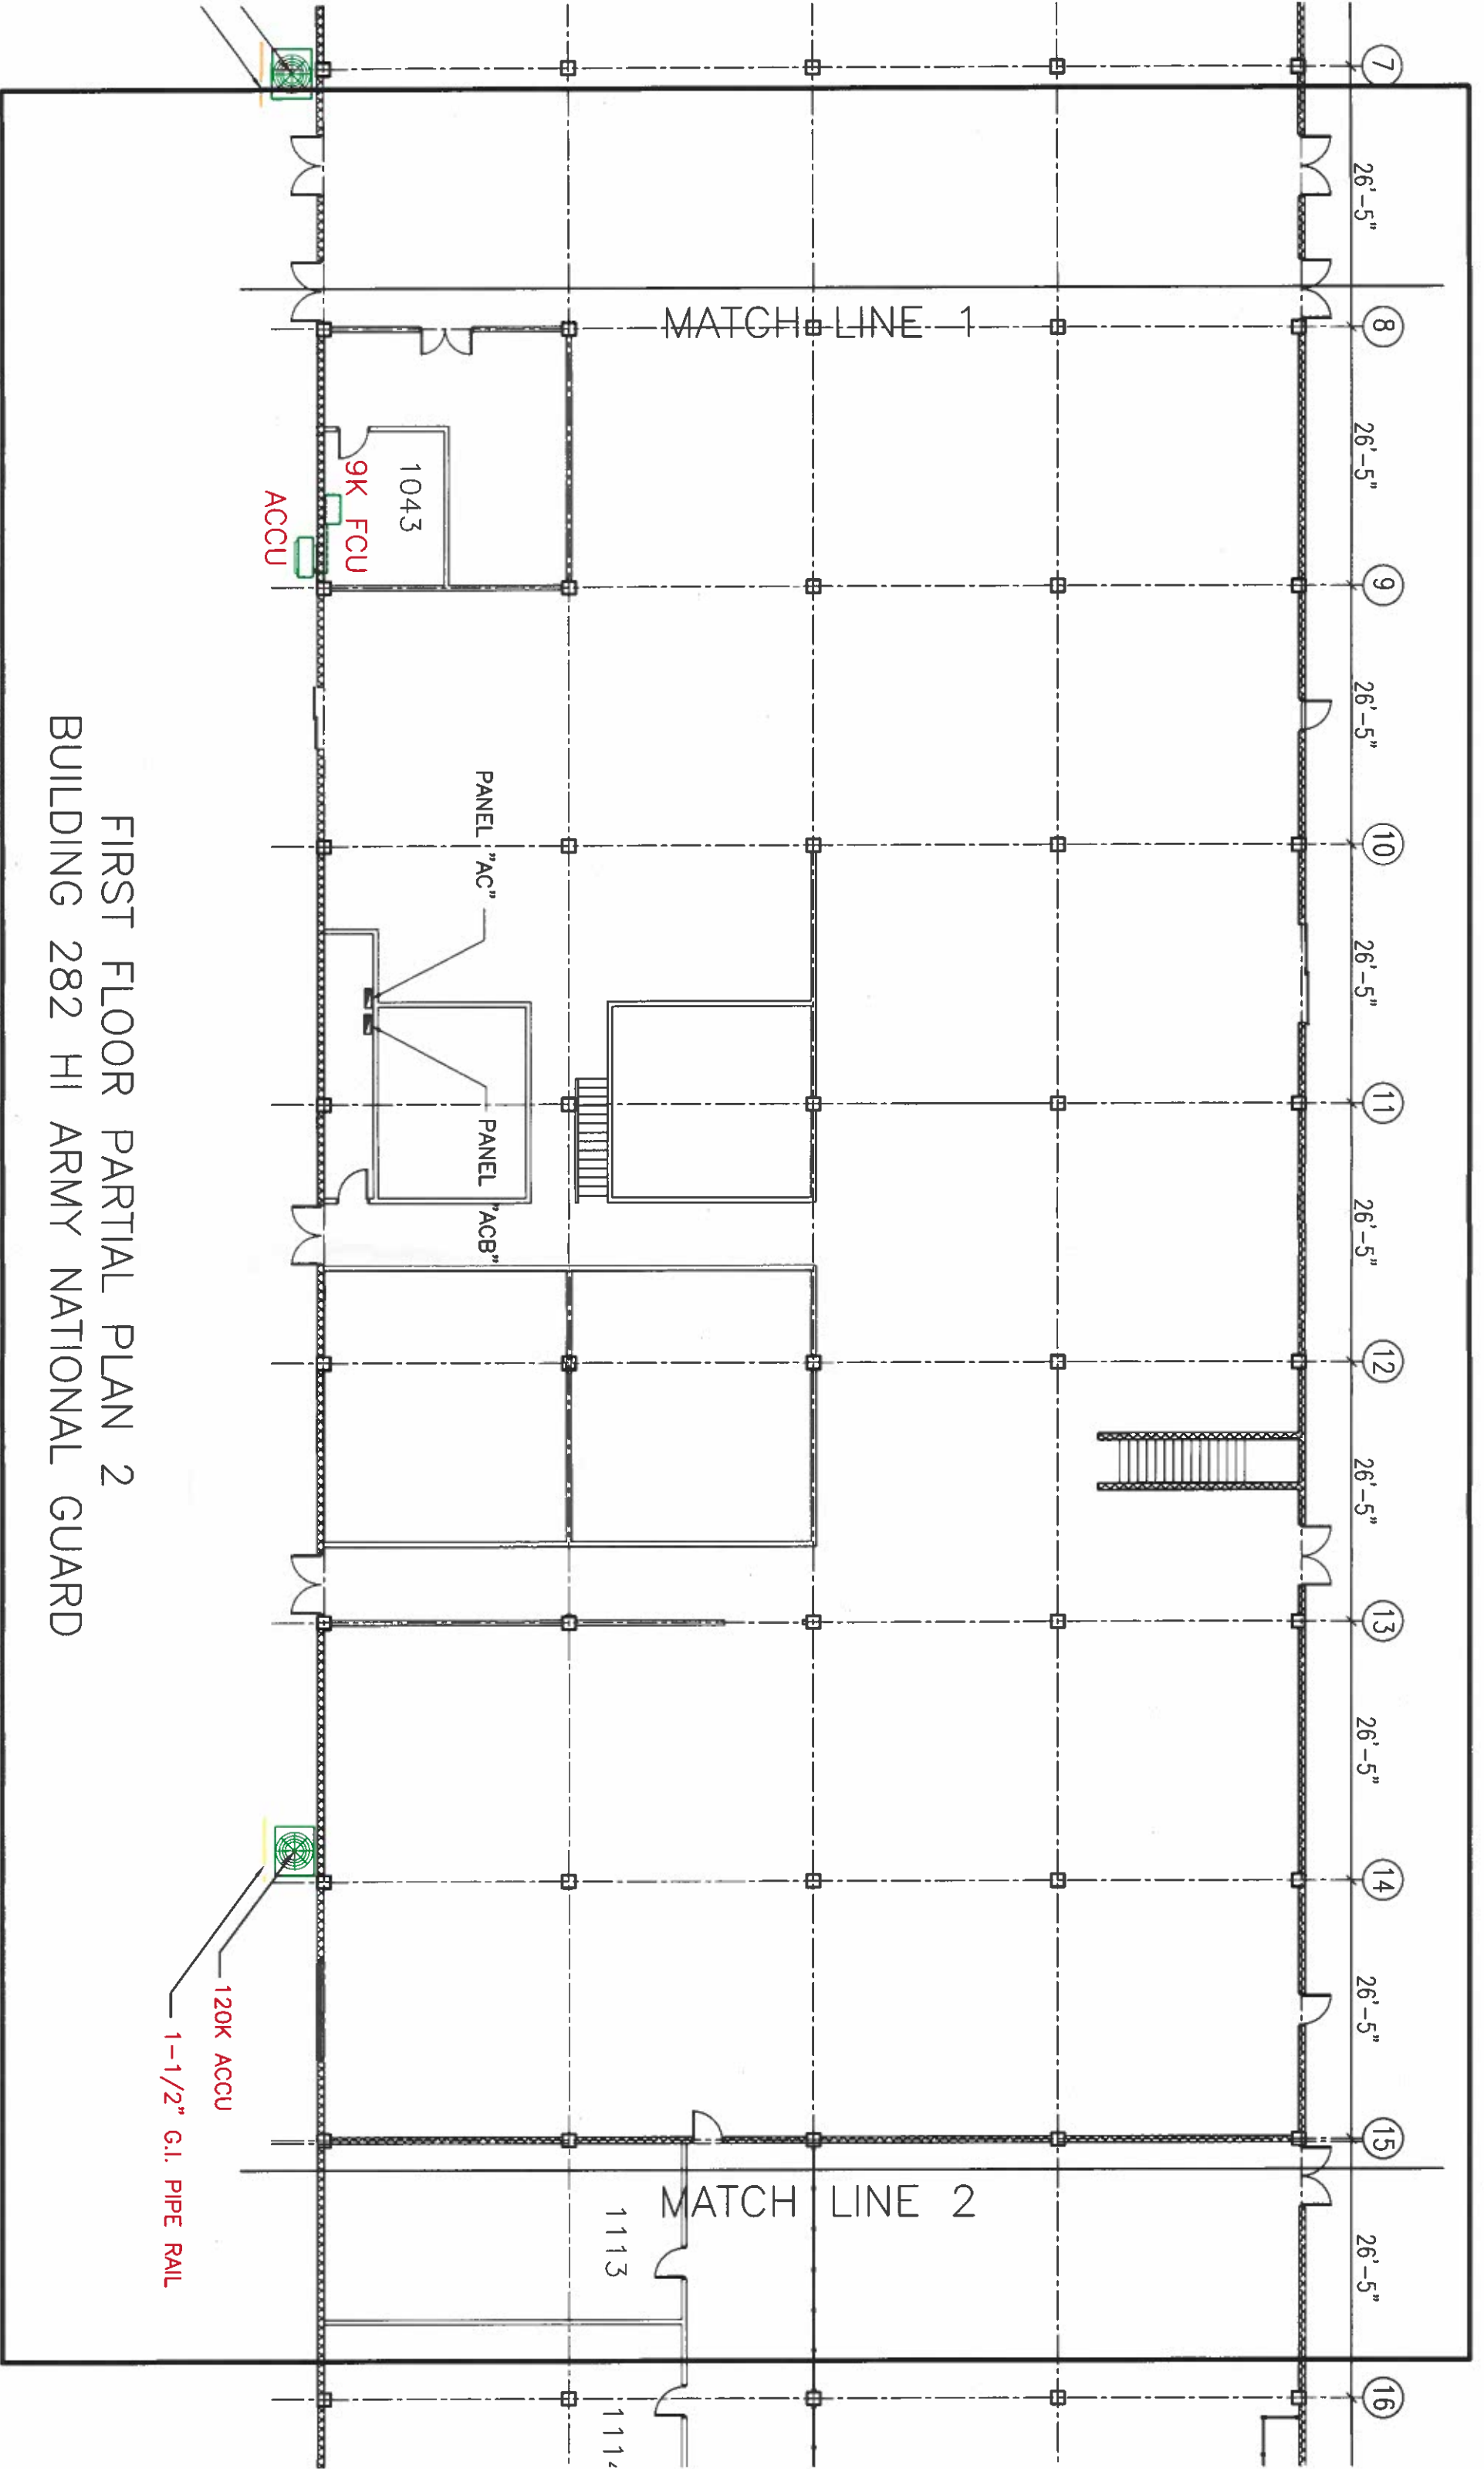 7
8
9
10
11
12
13
14
15
16
26'-5"
26'-5"
26'-5"
26'-5"
26'-5"
26'-5"
26'-5"
26'-5"
26'-5"
MATCH LINE 1
MATCH LINE 2
1043
9K FCU
ACCU
PANEL "AC"
PANEL "ACB"
1113
120K ACCU
1-1/2" G.I. PIPE RAIL
FIRST FLOOR PARTIAL PLAN 2
BUILDING 282 HI ARMY NATIONAL GUARD